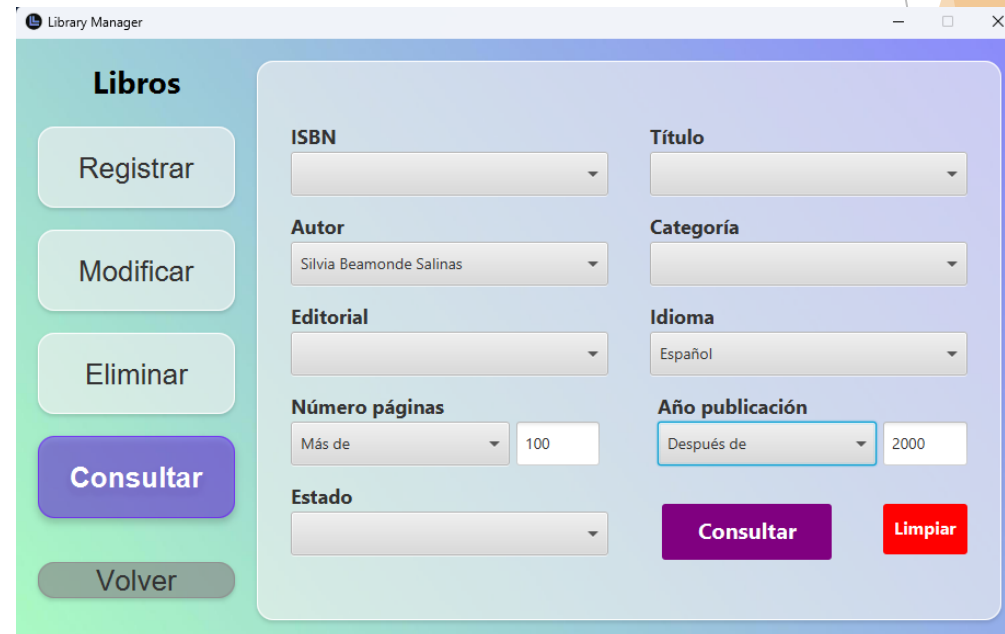 Library Manager
Libros
Registrar
Modificar
Eliminar
Consultar
Volver
ISBN
Título
Autor
Silvia Beamonde Salinas
Categoría
Editorial
Idioma
Español
Número páginas
Más de
100
Año publicación
Después de
2000
Estado
Consultar
Limpiar